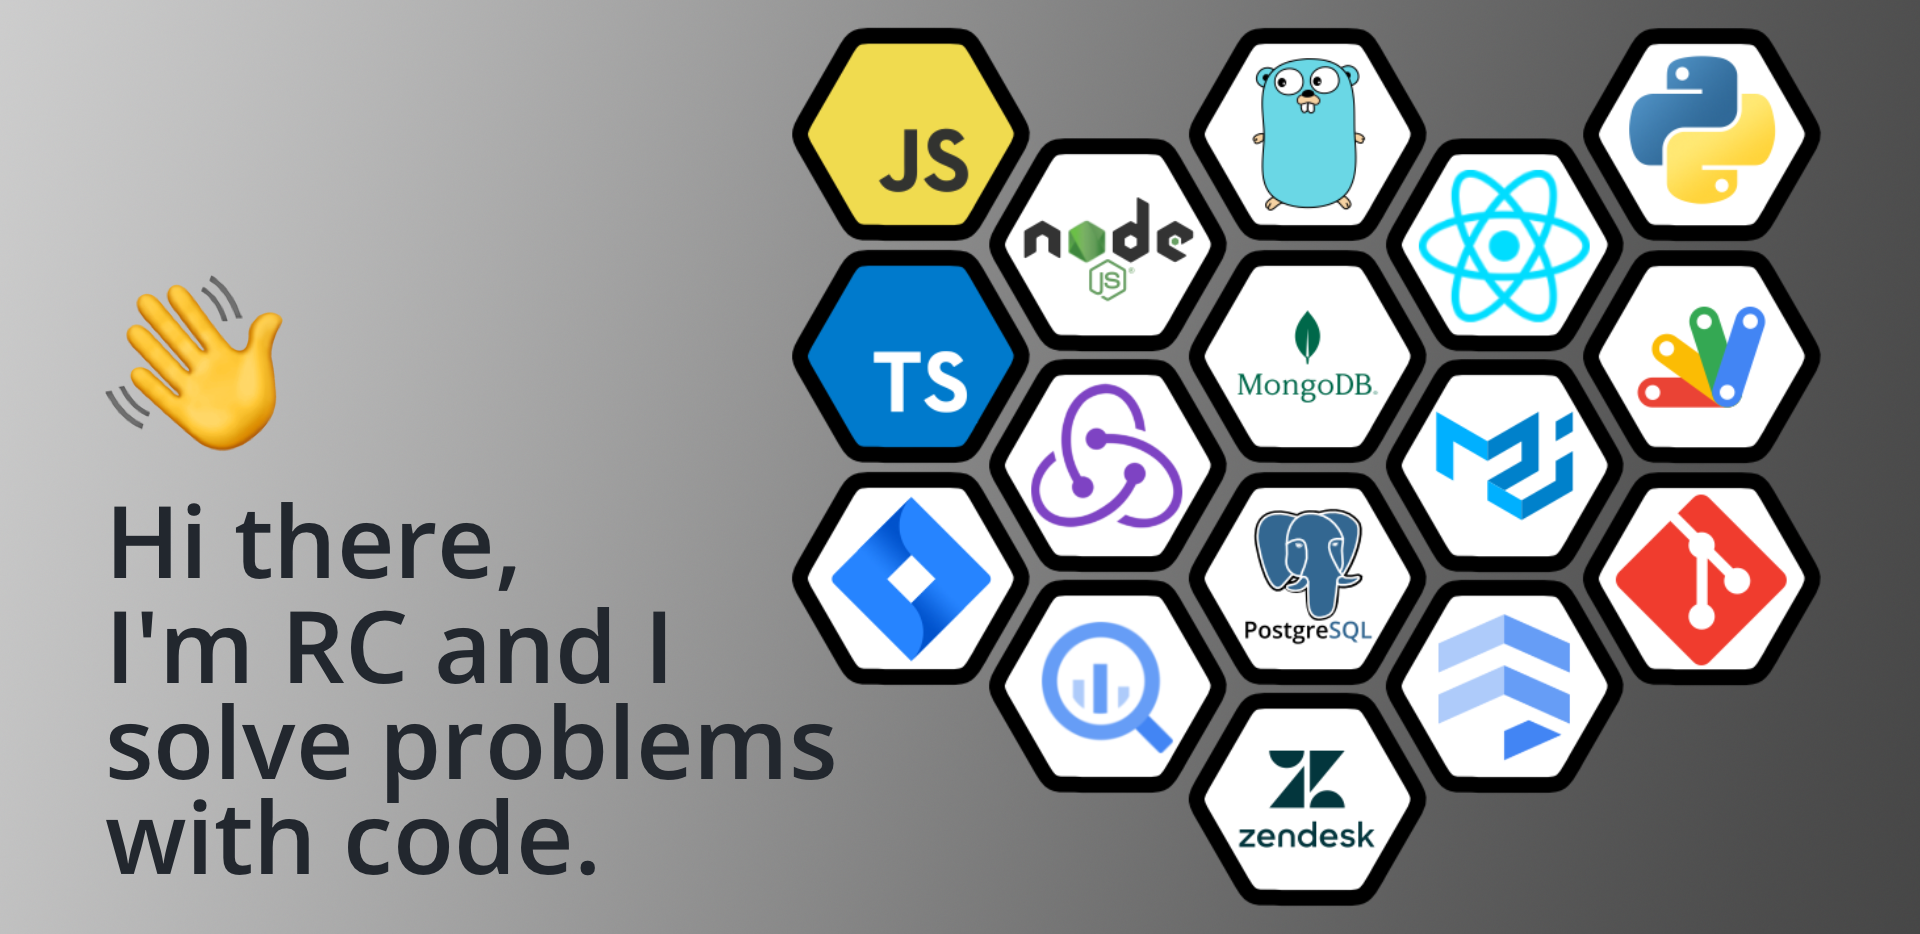 Hi there,
I'm RC and I
solve problems
with code.
JS
node
JS
®
TS
MongoDB®
PostgreSQL
zendesk